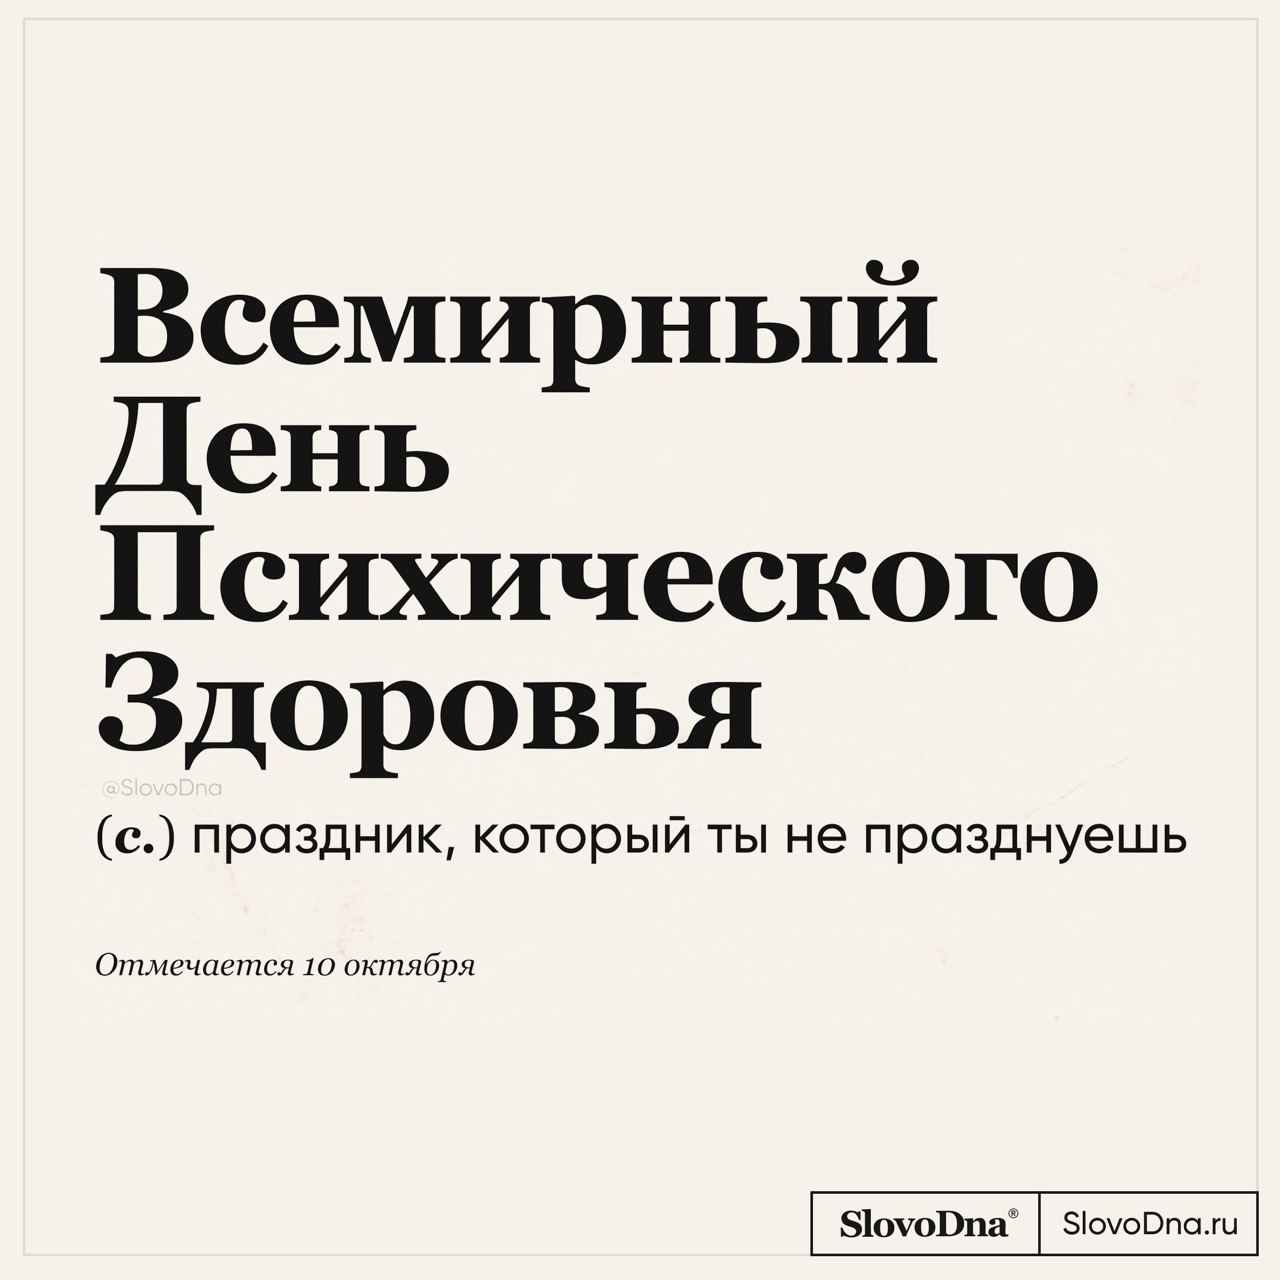 Всемирный
День
Психического
Здоровья
@SlovoDna
(с.) праздник, который ты не празднуешь
Отмечается 10 октября
SlovoDna® SlovoDna.ru